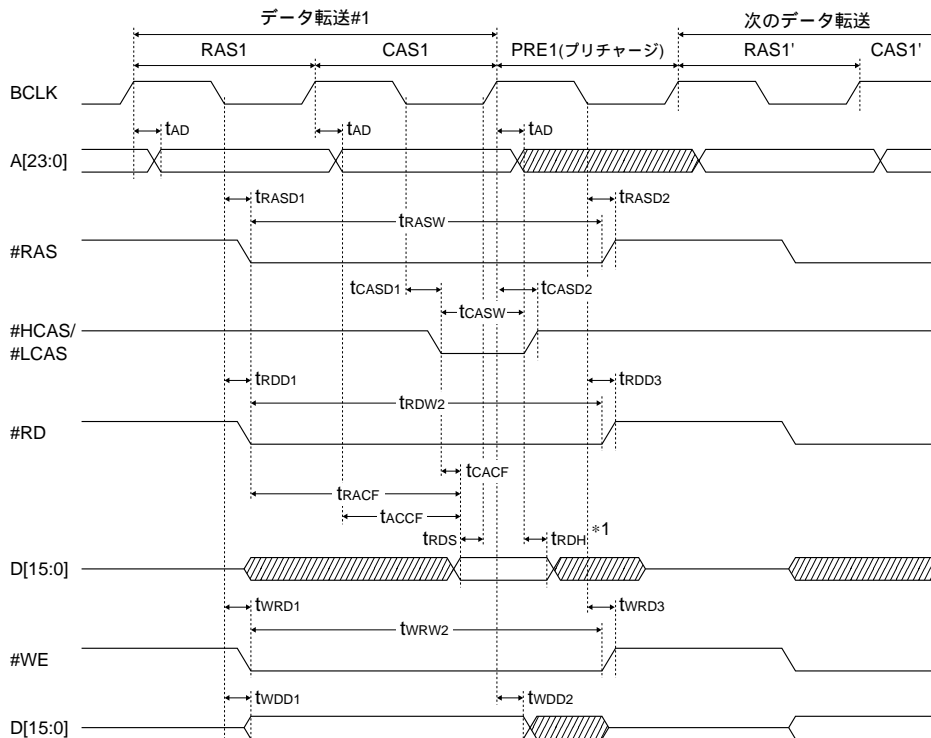 データ転送#1 次のデータ転送
RAS1 CAS1 PRE1(プリチャージ) RAS1' CAS1'
BCLK
tAD tAD tAD
A[23:0]
tRASD1 tRASD2
tRASW
#RAS
tCASD1 tCASD2
tCASW
#HCAS/
#LCAS
tRDD1 tRDD3
tRDW2
#RD
tCACF
tRACF
tACCF
tRDS tRDH *1
D[15:0]
tWRD1 tWRD3
tWRW2
#WE
tWDD1 tWDD2
D[15:0]